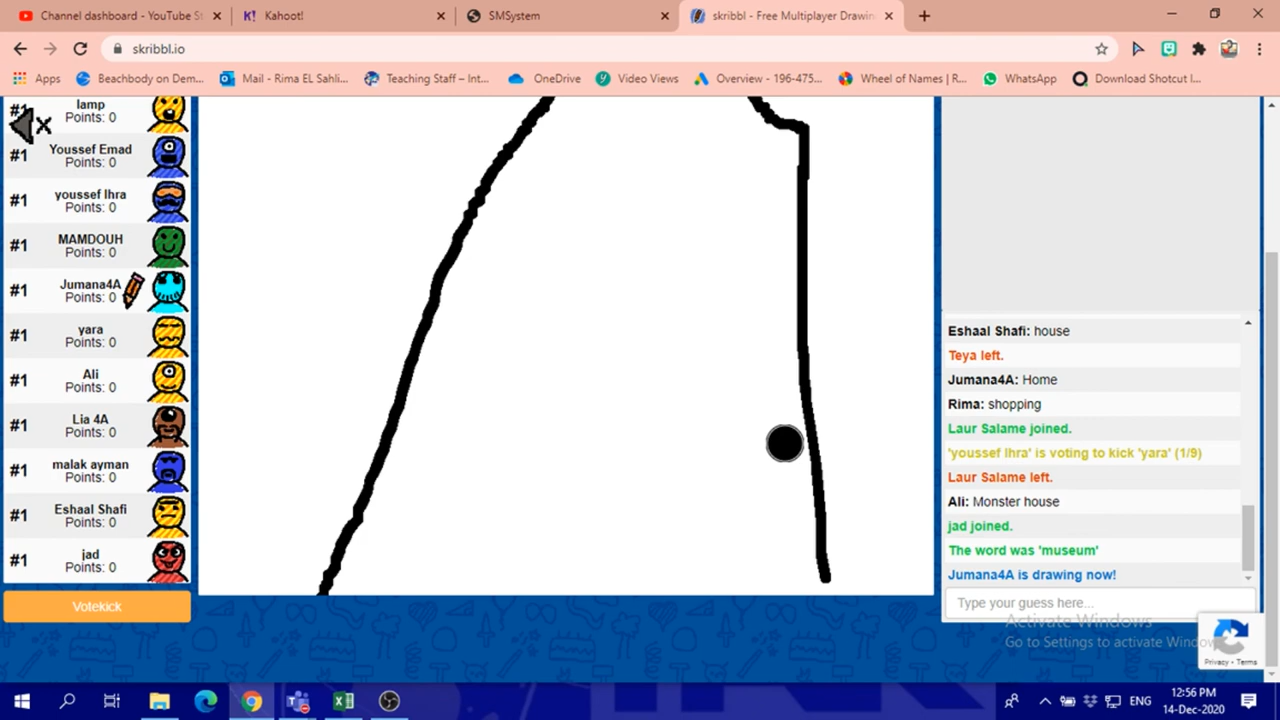 Channel dashboard - YouTube St
Kahoot!
SMSystem
skribbl - Free Multiplayer Drawin
skribbl.io
Apps
Beachbody on Dem...
Mail - Rima EL Sahli...
Teaching Staff – Int...
OneDrive
Video Views
Overview - 196-475...
Wheel of Names | R...
WhatsApp
Download Shotcut I...
#1 lamp
Points: 0
#1 Youssef Emad
Points: 0
#1 youssef Ihra
Points: 0
#1 MAMDOUH
Points: 0
#1 Jumana4A
Points: 0
#1 yara
Points: 0
#1 Ali
Points: 0
#1 Lia 4A
Points: 0
#1 malak ayman
Points: 0
#1 Eshaal Shafi
Points: 0
#1 jad
Points: 0
Votekick
Eshaal Shafi: house
Teya left.
Jumana4A: Home
Rima: shopping
Laur Salame joined.
'youssef Ihra' is voting to kick 'yara' (1/9)
Laur Salame left.
Ali: Monster house
jad joined.
The word was 'museum'
Jumana4A is drawing now!
Type your guess here...
Activate Windows
Go to Settings to activate Windows.
Privacy - Terms
ENG
12:56 PM
14-Dec-2020